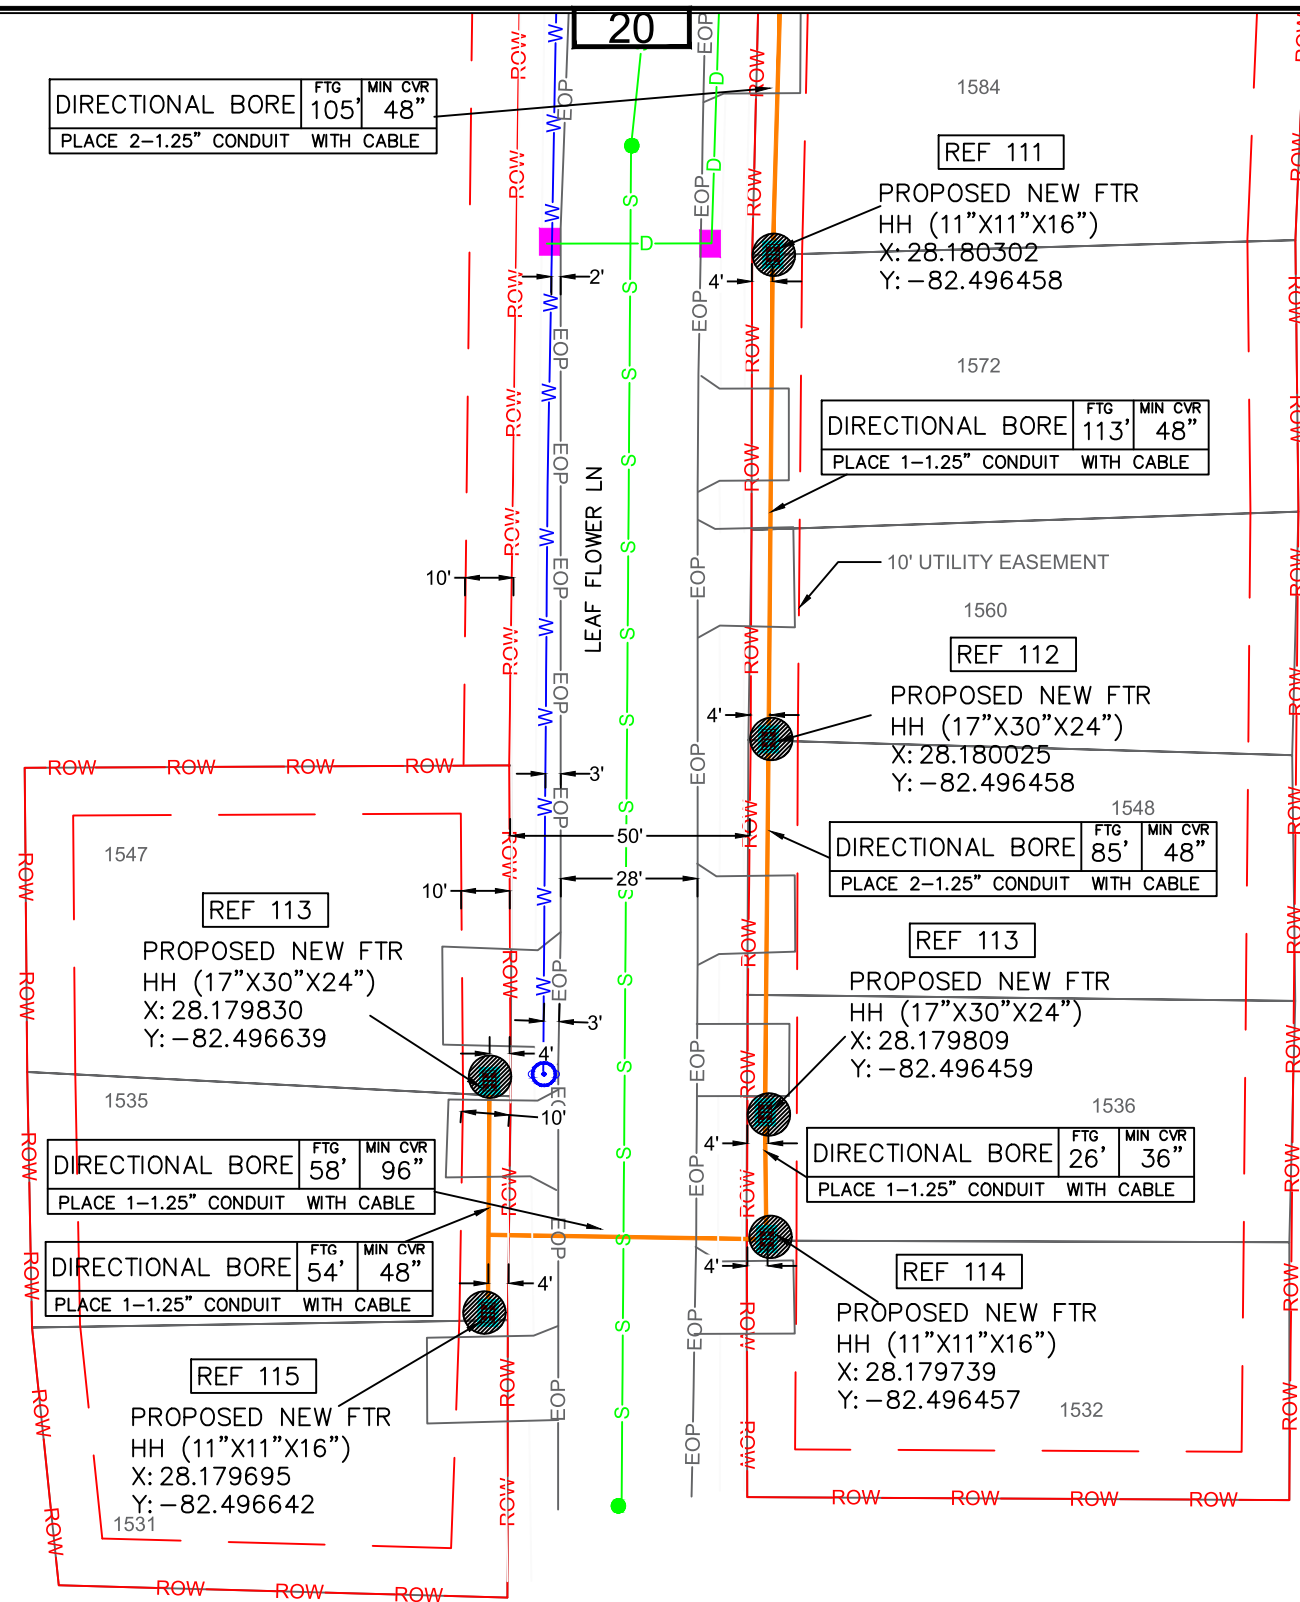 20
DIRECTIONAL BORE FTG 105' MIN CVR 48"
PLACE 2-1.25" CONDUIT WITH CABLE
1584
REF 111
PROPOSED NEW FTR
HH (11"X11"X16")
X: 28.180302
Y: -82.496458
2'
4'
1572
DIRECTIONAL BORE FTG 113' MIN CVR 48"
PLACE 1-1.25" CONDUIT WITH CABLE
LEAF FLOWER LN
10'
10' UTILITY EASEMENT
1560
REF 112
PROPOSED NEW FTR
HH (17"X30"X24")
X: 28.180025
Y: -82.496458
4'
3'
50'
28'
1548
DIRECTIONAL BORE FTG 85' MIN CVR 48"
PLACE 2-1.25" CONDUIT WITH CABLE
1547
10'
REF 113
PROPOSED NEW FTR
HH (17"X30"X24")
X: 28.179830
Y: -82.496639
REF 113
PROPOSED NEW FTR
HH (17"X30"X24")
X: 28.179809
Y: -82.496459
3'
4'
10'
1535
1536
DIRECTIONAL BORE FTG 58' MIN CVR 96"
PLACE 1-1.25" CONDUIT WITH CABLE
4'
DIRECTIONAL BORE FTG 26' MIN CVR 36"
PLACE 1-1.25" CONDUIT WITH CABLE
DIRECTIONAL BORE FTG 54' MIN CVR 48"
PLACE 1-1.25" CONDUIT WITH CABLE
4'
4'
REF 114
PROPOSED NEW FTR
HH (11"X11"X16")
X: 28.179739
Y: -82.496457
REF 115
PROPOSED NEW FTR
HH (11"X11"X16")
X: 28.179695
Y: -82.496642
1532
1531
ROW ROW ROW ROW
ROW ROW ROW ROW
ROW ROW ROW
EOP
W
S
D